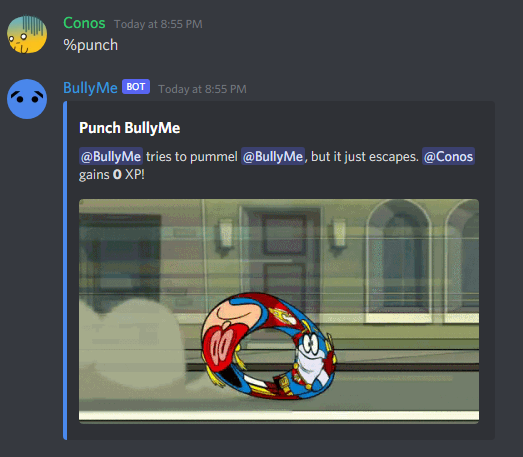 Conos Today at 8:55 PM
%punch
BullyMe BOT Today at 8:55 PM
Punch BullyMe
@BullyMe tries to pummel @BullyMe, but it just escapes. @Conos
gains 0 XP!